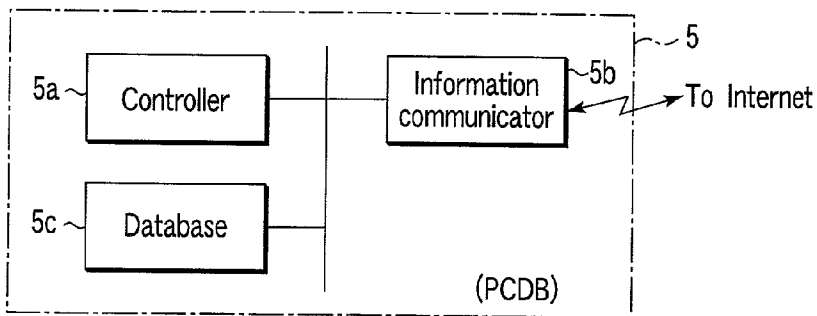 5
5a
Controller
Information
communicator
5b
To Internet
5c
Database
(PCDB)